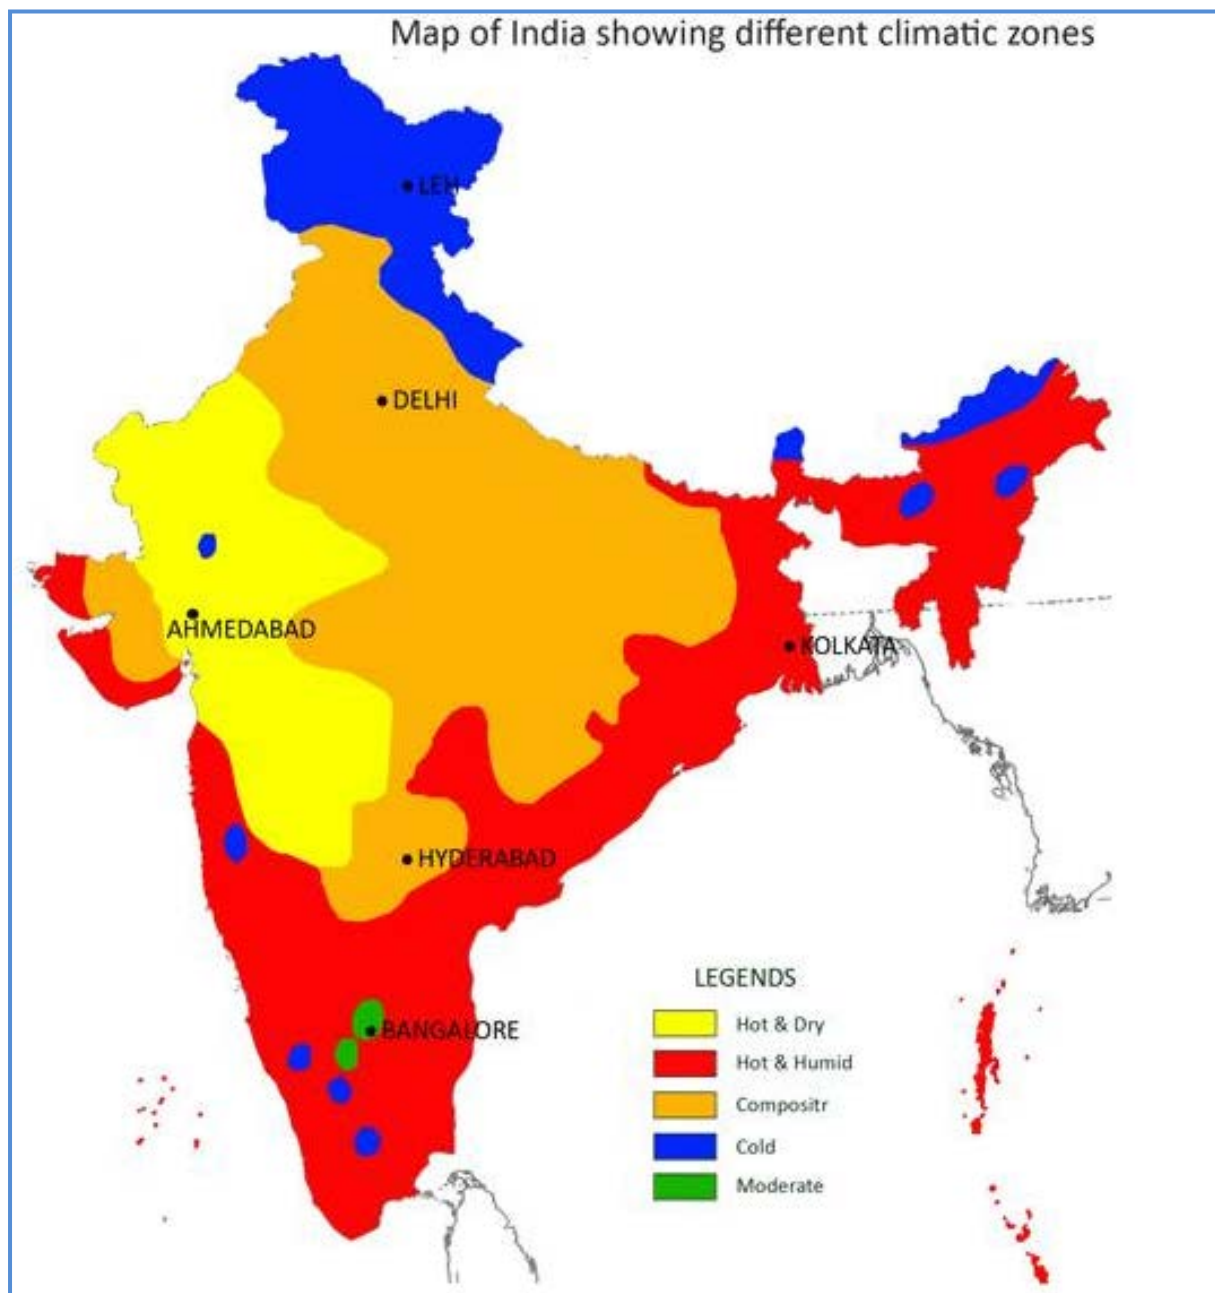 Map of India showing different climatic zones
LEH
DELHI
AHMEDABAD
KOLKATA
HYDERABAD
BANGALORE
LEGENDS
Hot & Dry
Hot & Humid
Compositr
Cold
Moderate